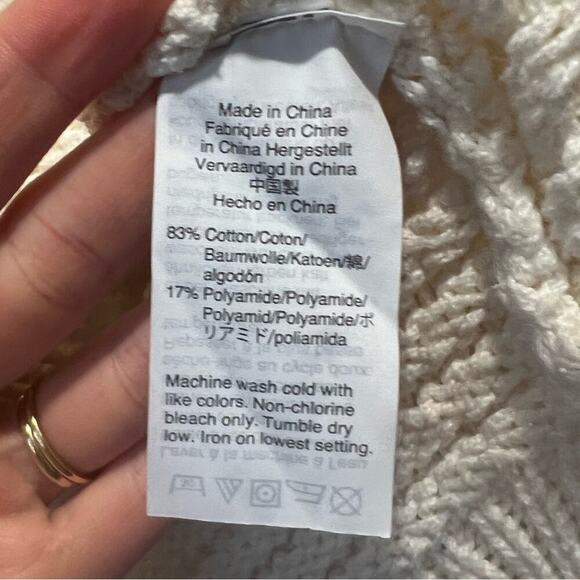 Made in China
Fabriqué en Chine
in China Hergestellt
Vervaardigd in China
中国製
Hecho en China
83% Cotton/Coton/
Baumwolle/Katoen/綿/
algodón
17% Polyamide/Polyamide/
Polyamid/Polyamide/ポ
リアミド/poliamida
Machine wash cold with
like colors. Non-chlorine
bleach only. Tumble dry
low. Iron on lowest setting.